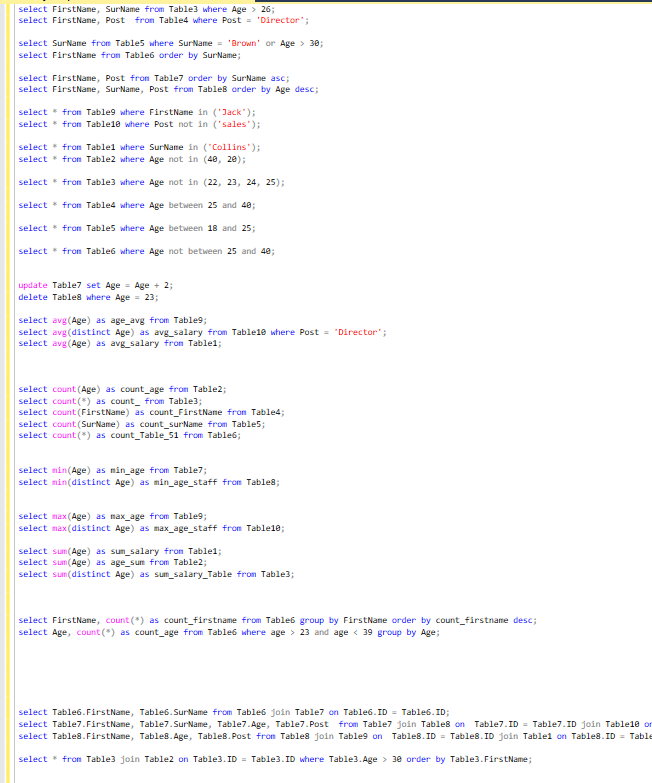 select FirstName, SurName from Table3 where Age > 26;
select FirstName, Post  from Table4 where Post = 'Director';
select SurName from Table5 where SurName = 'Brown' or Age > 30;
select FirstName from Table6 order by SurName;
select FirstName, Post from Table7 order by SurName asc;
select FirstName, SurName, Post from Table8 order by Age desc;
select * from Table9 where FirstName in ('Jack');
select * from Table10 where Post not in ('sales');
select * from Table1 where SurName in ('Collins');
select * from Table2 where Age not in (40, 20);
select * from Table3 where Age not in (22, 23, 24, 25);
select * from Table4 where Age between 25 and 40;
select * from Table5 where Age between 18 and 25;
select * from Table6 where Age not between 25 and 40;
update Table7 set Age = Age + 2;
delete Table8 where Age = 23;
select avg(Age) as age_avg from Table9;
select avg(distinct Age) as avg_salary from Table10 where Post = 'Director';
select avg(Age) as avg_salary from Table1;
select count(Age) as count_age from Table2;
select count(*) as count_ from Table3;
select count(FirstName) as count_FirstName from Table4;
select count(SurName) as count_surName from Table5;
select count(*) as count_Table_51 from Table6;
select min(Age) as min_age from Table7;
select min(distinct Age) as min_age_staff from Table8;
select max(Age) as max_age from Table9;
select max(distinct Age) as max_age_staff from Table10;
select sum(Age) as sum_salary from Table1;
select sum(Age) as age_sum from Table2;
select sum(distinct Age) as sum_salary_Table from Table3;
select FirstName, count(*) as count_firstname from Table6 group by FirstName order by count_firstname desc;
select Age, count(*) as count_age from Table6 where age > 23 and age < 39 group by Age;
select Table6.FirstName, Table6.SurName from Table6 join Table7 on Table6.ID = Table6.ID;
select Table7.FirstName, Table7.SurName, Table7.Age, Table7.Post  from Table7 join Table8 on  Table7.ID = Table7.ID join Table10 on
select Table8.FirstName, Table8.Age, Table8.Post from Table8 join Table9 on  Table8.ID = Table8.ID join Table1 on Table8.ID = Table
select * from Table3 join Table2 on Table3.ID = Table3.ID where Table3.Age > 30 order by Table3.FirstName;